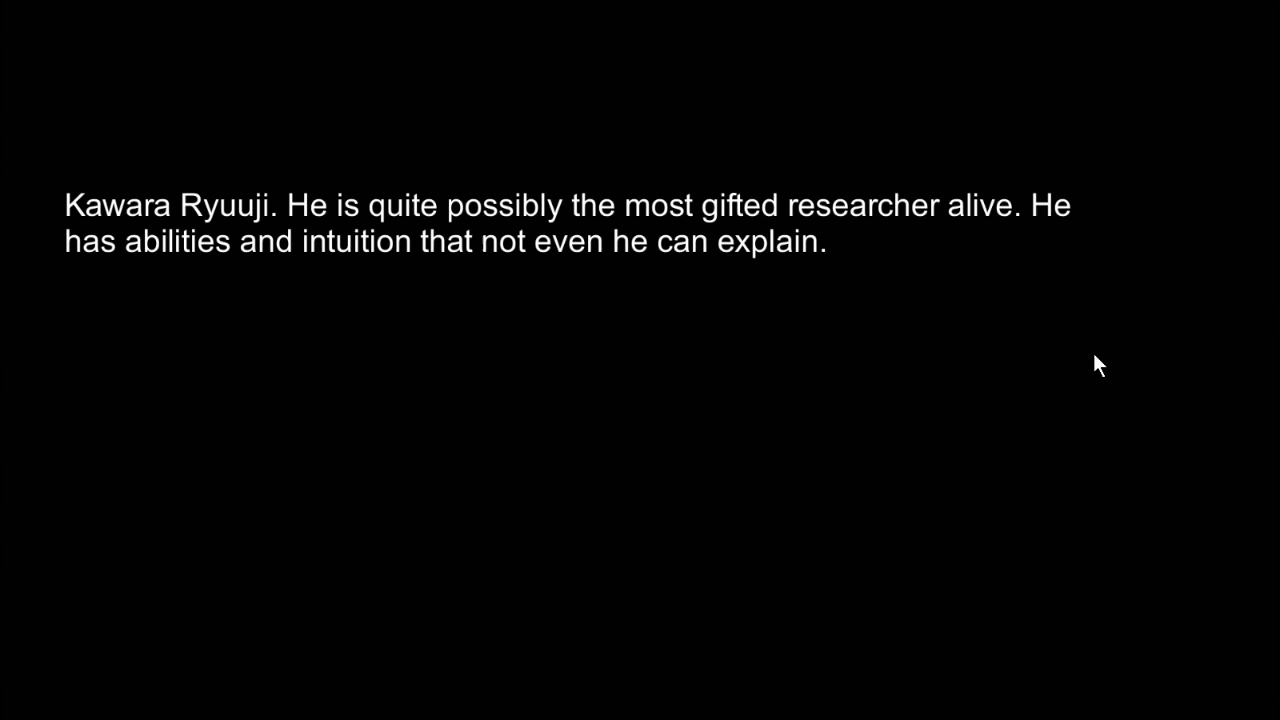 Kawara Ryuuji. He is quite possibly the most gifted researcher alive. He
has abilities and intuition that not even he can explain.